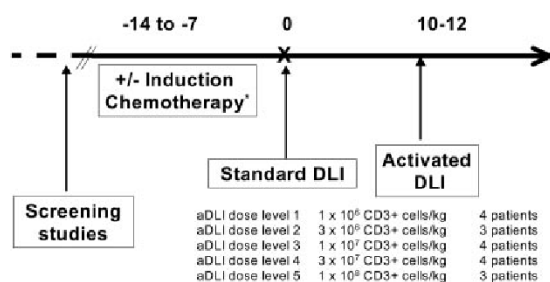 -14 to -7 0 10-12
X
+/- Induction
Chemotherapy*
Standard DLI
Activated
DLI
Screening
studies
aDLI dose level 1 1 x 10⁶ CD3+ cells/kg 4 patients
aDLI dose level 2 3 x 10⁶ CD3+ cells/kg 3 patients
aDLI dose level 3 1 x 10⁷ CD3+ cells/kg 4 patients
aDLI dose level 4 3 x 10⁷ CD3+ cells/kg 4 patients
aDLI dose level 5 1 x 10⁸ CD3+ cells/kg 3 patients